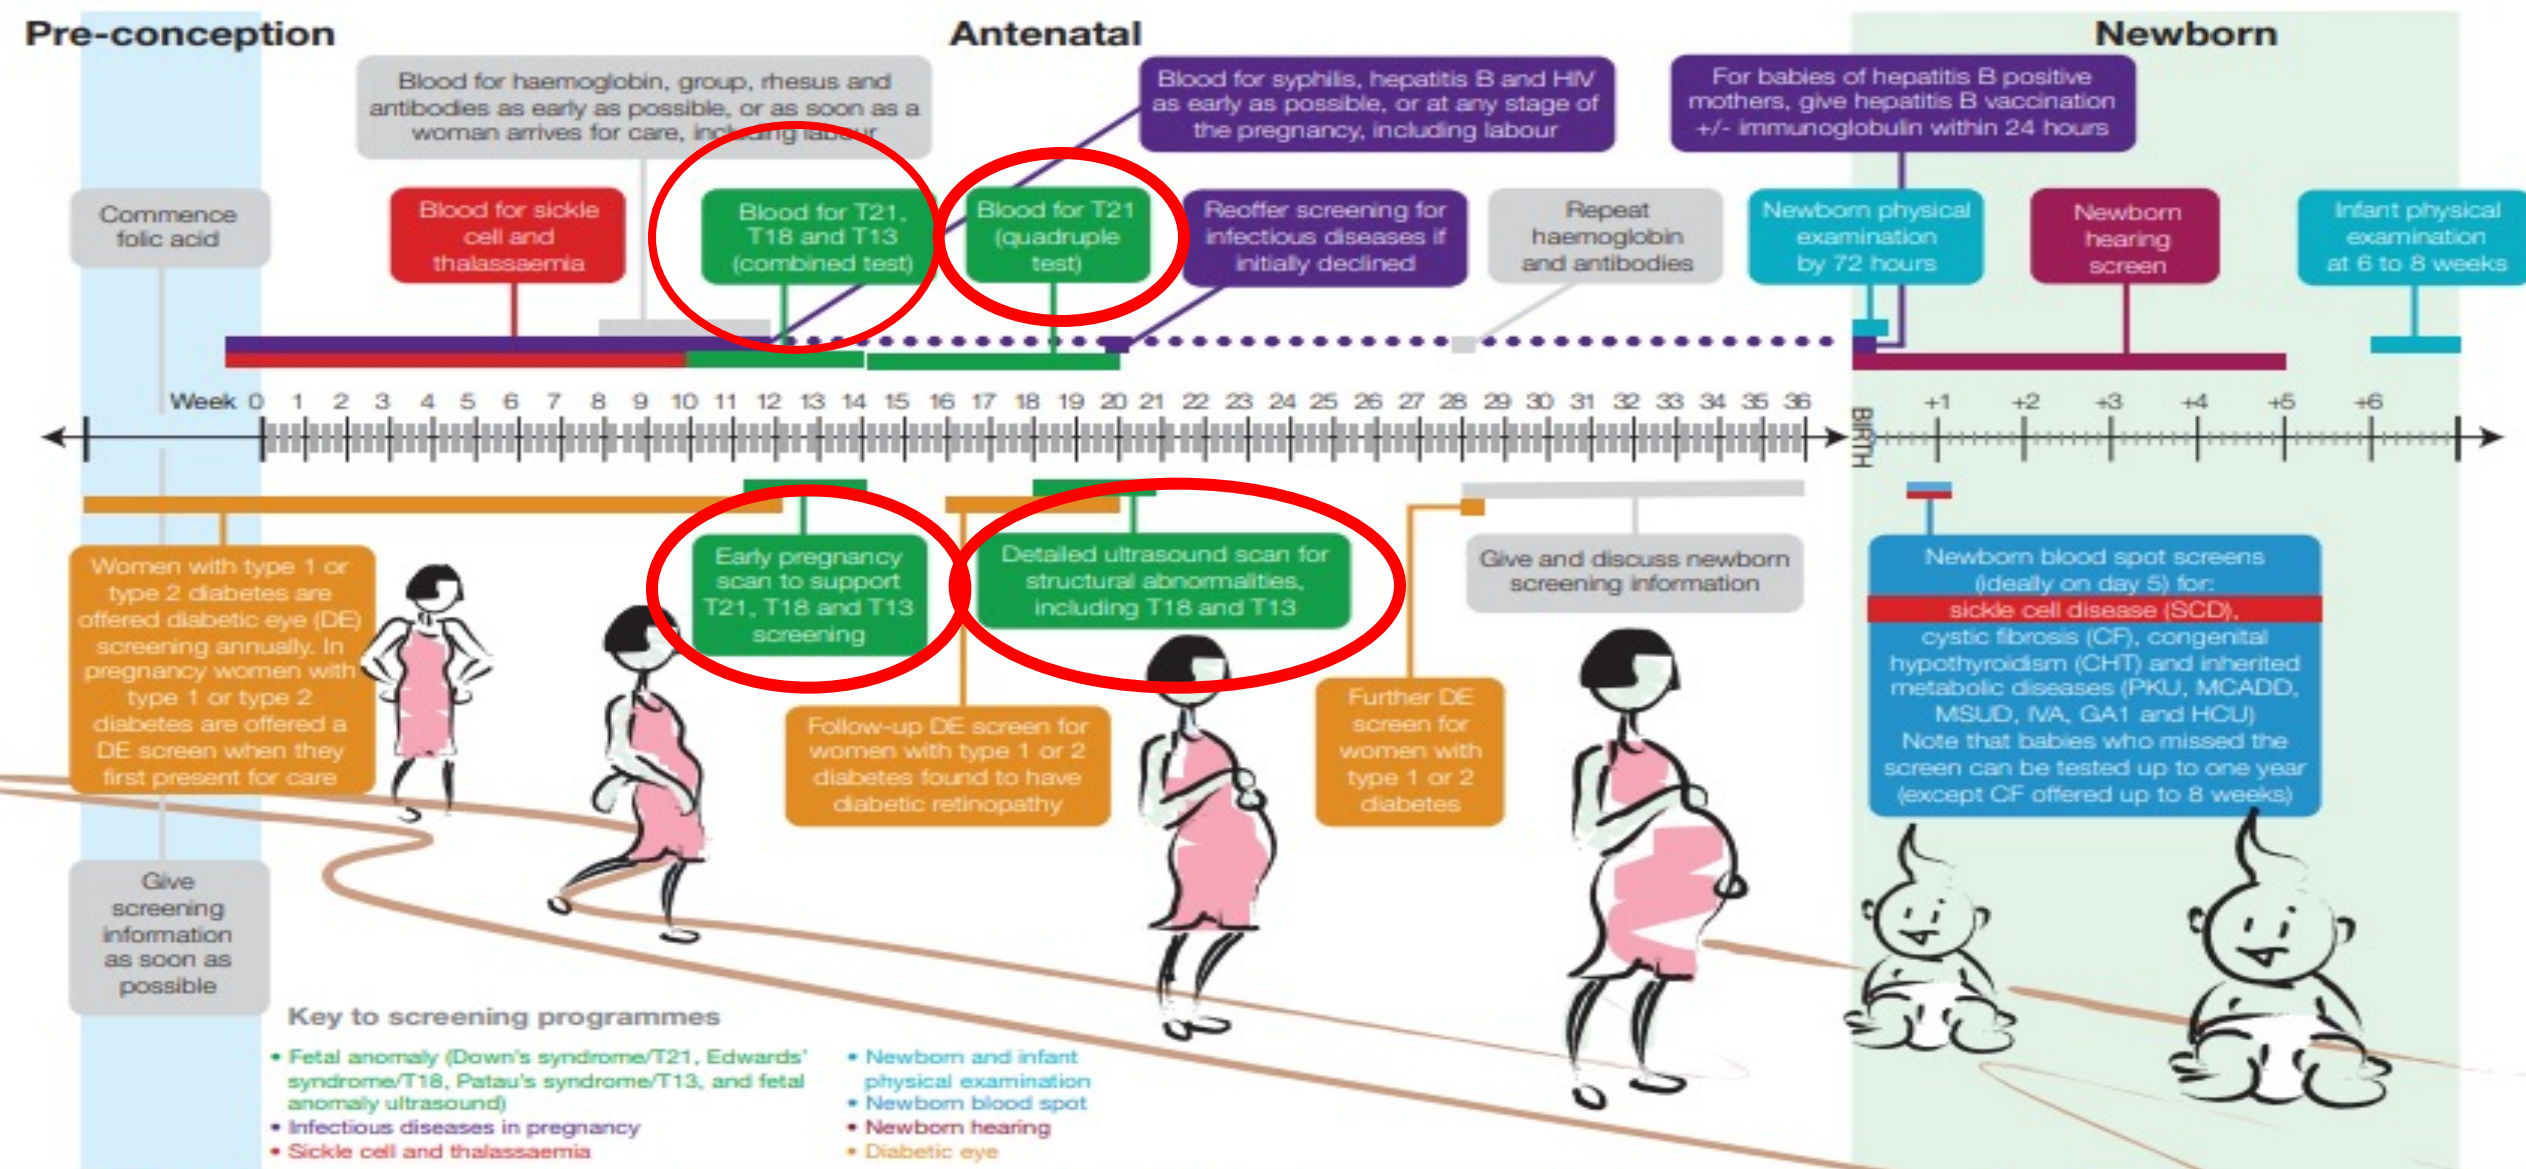 Pre-conception
Antenatal
Newborn
Blood for haemoglobin, group, rhesus and
antibodies as early as possible, or as soon as a
woman arrives for care, including labour
Blood for syphilis, hepatitis B and HIV
as early as possible, or at any stage of
the pregnancy, including labour
For babies of hepatitis B positive
mothers, give hepatitis B vaccination
+/- immunoglobulin within 24 hours
Commence
folic acid
Blood for sickle
cell and
thalassaemia
Blood for T21,
T18 and T13
(combined test)
Blood for T21
(quadruple
test)
Reoffer screening for
infectious diseases if
initially declined
Repeat
haemoglobin
and antibodies
Newborn physical
examination
by 72 hours
Newborn
hearing
screen
Infant physical
examination
at 6 to 8 weeks
Week 0 1 2 3 4 5 6 7 8 9 10 11 12 13 14 15 16 17 18 19 20 21 22 23 24 25 26 27 28 29 30 31 32 33 34 35 36
BIRTH
+1 +2 +3 +4 +5 +6
Women with type 1 or
type 2 diabetes are
offered diabetic eye (DE)
screening annually. In
pregnancy women with
type 1 or type 2
diabetes are offered a
DE screen when they
first present for care
Early pregnancy
scan to support
T21, T18 and T13
screening
Detailed ultrasound scan for
structural abnormalities,
including T18 and T13
Give and discuss newborn
screening information
Newborn blood spot screens
(ideally on day 5) for:
sickle cell disease (SCD),
cystic fibrosis (CF), congenital
hypothyroidism (CHT) and inherited
metabolic diseases (PKU, MCADD,
MSUD, IVA, GA1 and HCU)
Note that babies who missed the
screen can be tested up to one year
(except CF offered up to 8 weeks)
Follow-up DE screen for
women with type 1 or 2
diabetes found to have
diabetic retinopathy
Further DE
screen for
women with
type 1 or 2
diabetes
Give
screening
information
as soon as
possible
Key to screening programmes
• Fetal anomaly (Down's syndrome/T21, Edwards'
syndrome/T18, Patau's syndrome/T13, and fetal
anomaly ultrasound)
• Infectious diseases in pregnancy
• Sickle cell and thalassaemia
• Newborn and infant
physical examination
• Newborn blood spot
• Newborn hearing
• Diabetic eye